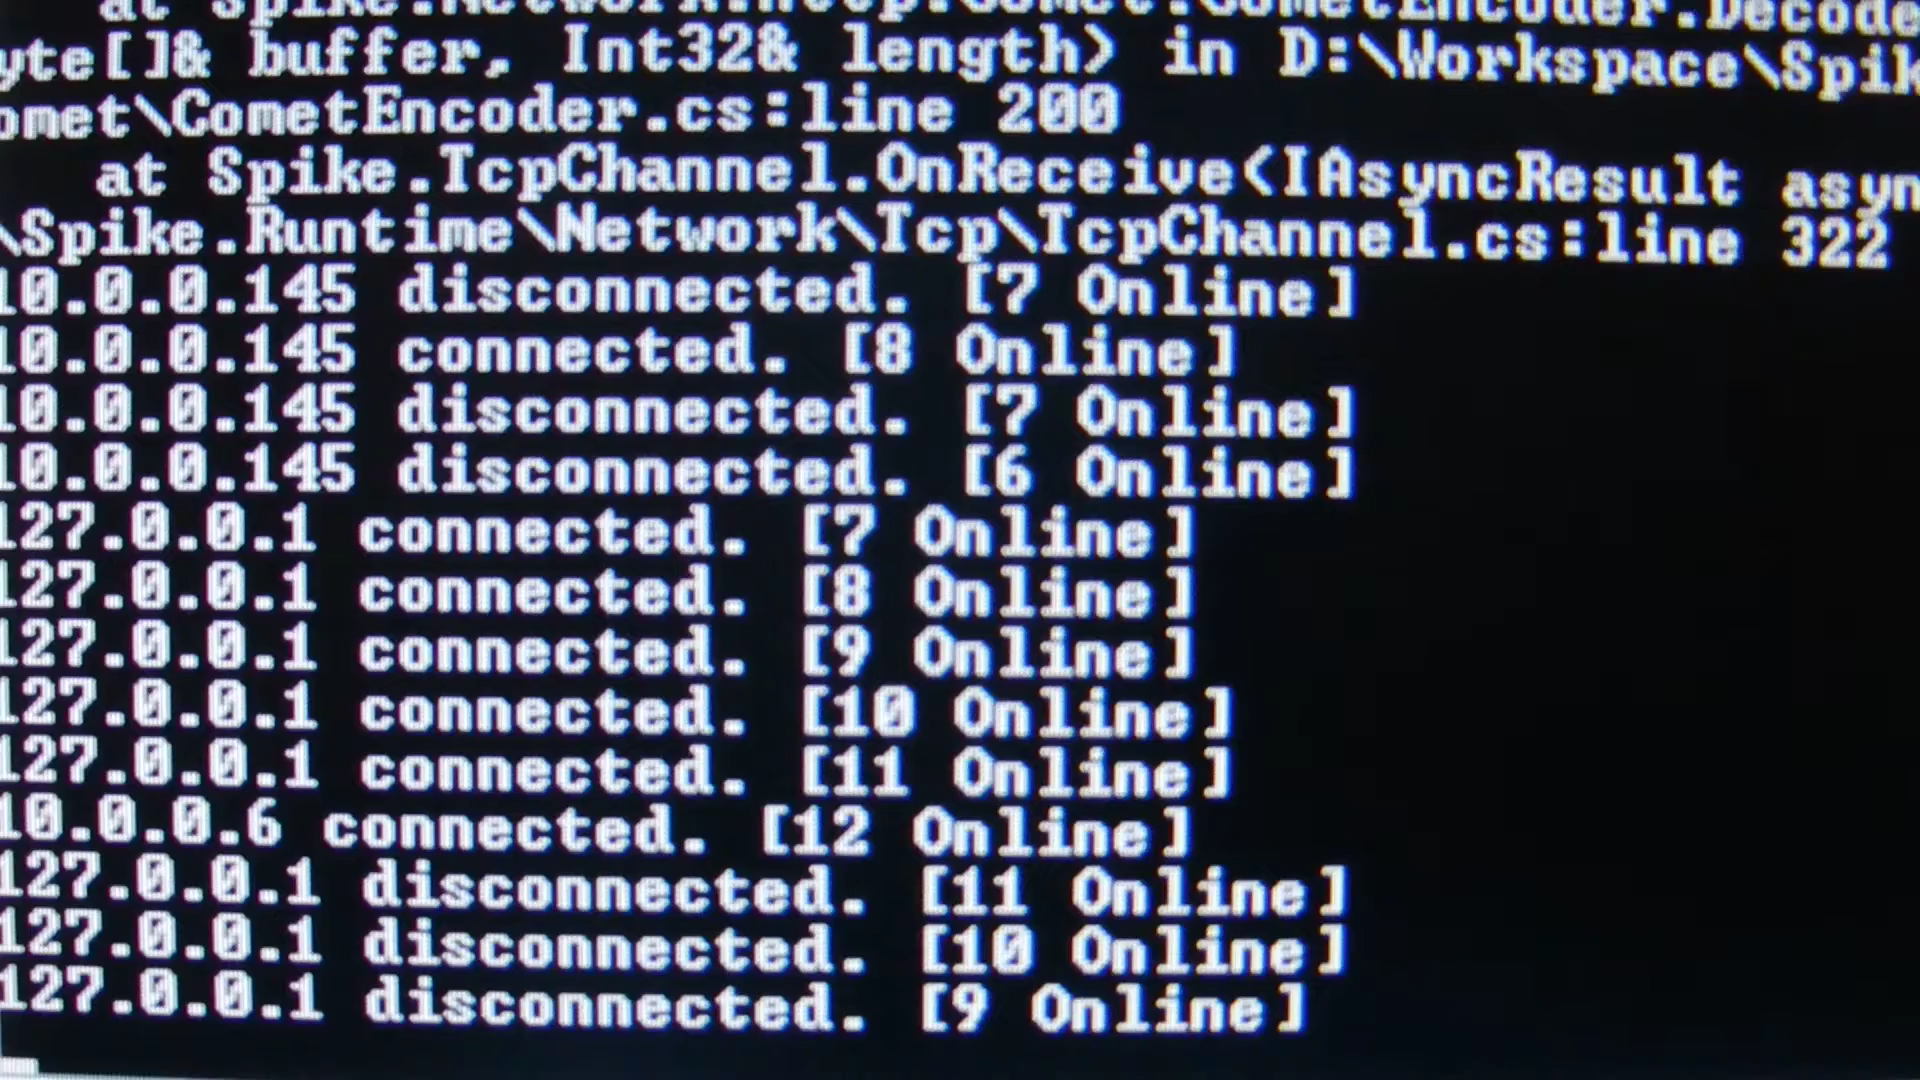 at Spike.Network.Http.Comet.CometEncoder.Decode
yte[]& buffer, Int32& length) in D:\Workspace\Spik
omet\CometEncoder.cs:line 200
at Spike.TcpChannel.OnReceive(IAsyncResult asyn
\Spike.Runtime\Network\Tcp\TcpChannel.cs:line 322
10.0.0.145 disconnected. [7 Online]
10.0.0.145 connected. [8 Online]
10.0.0.145 disconnected. [7 Online]
10.0.0.145 disconnected. [6 Online]
127.0.0.1 connected. [7 Online]
127.0.0.1 connected. [8 Online]
127.0.0.1 connected. [9 Online]
127.0.0.1 connected. [10 Online]
127.0.0.1 connected. [11 Online]
10.0.0.6 connected. [12 Online]
127.0.0.1 disconnected. [11 Online]
127.0.0.1 disconnected. [10 Online]
127.0.0.1 disconnected. [9 Online]